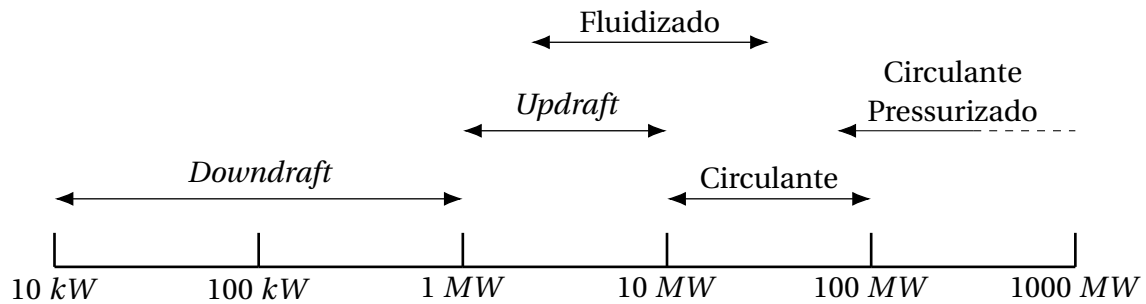 Fluidizado
Circulante
Updraft
Pressurizado
Downdraft
Circulante
10 kW
100 kW
1 MW
10 MW
100 MW
1000 MW